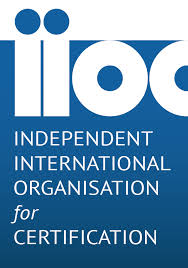 iioc
INDEPENDENT
INTERNATIONAL
ORGANISATION
for
CERTIFICATION